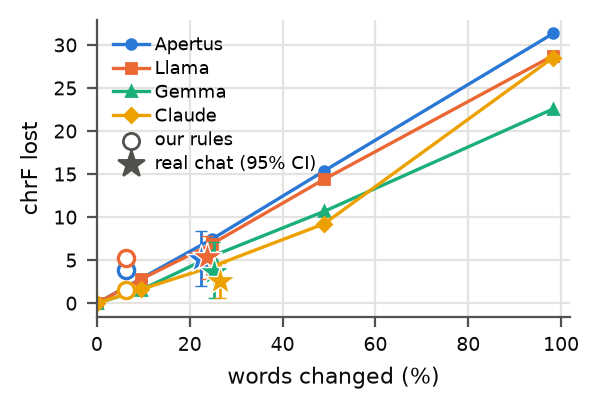 30
25
20
15
10
5
0
chrF lost
Apertus
Llama
Gemma
Claude
our rules
real chat (95% CI)
0 20 40 60 80 100
words changed (%)